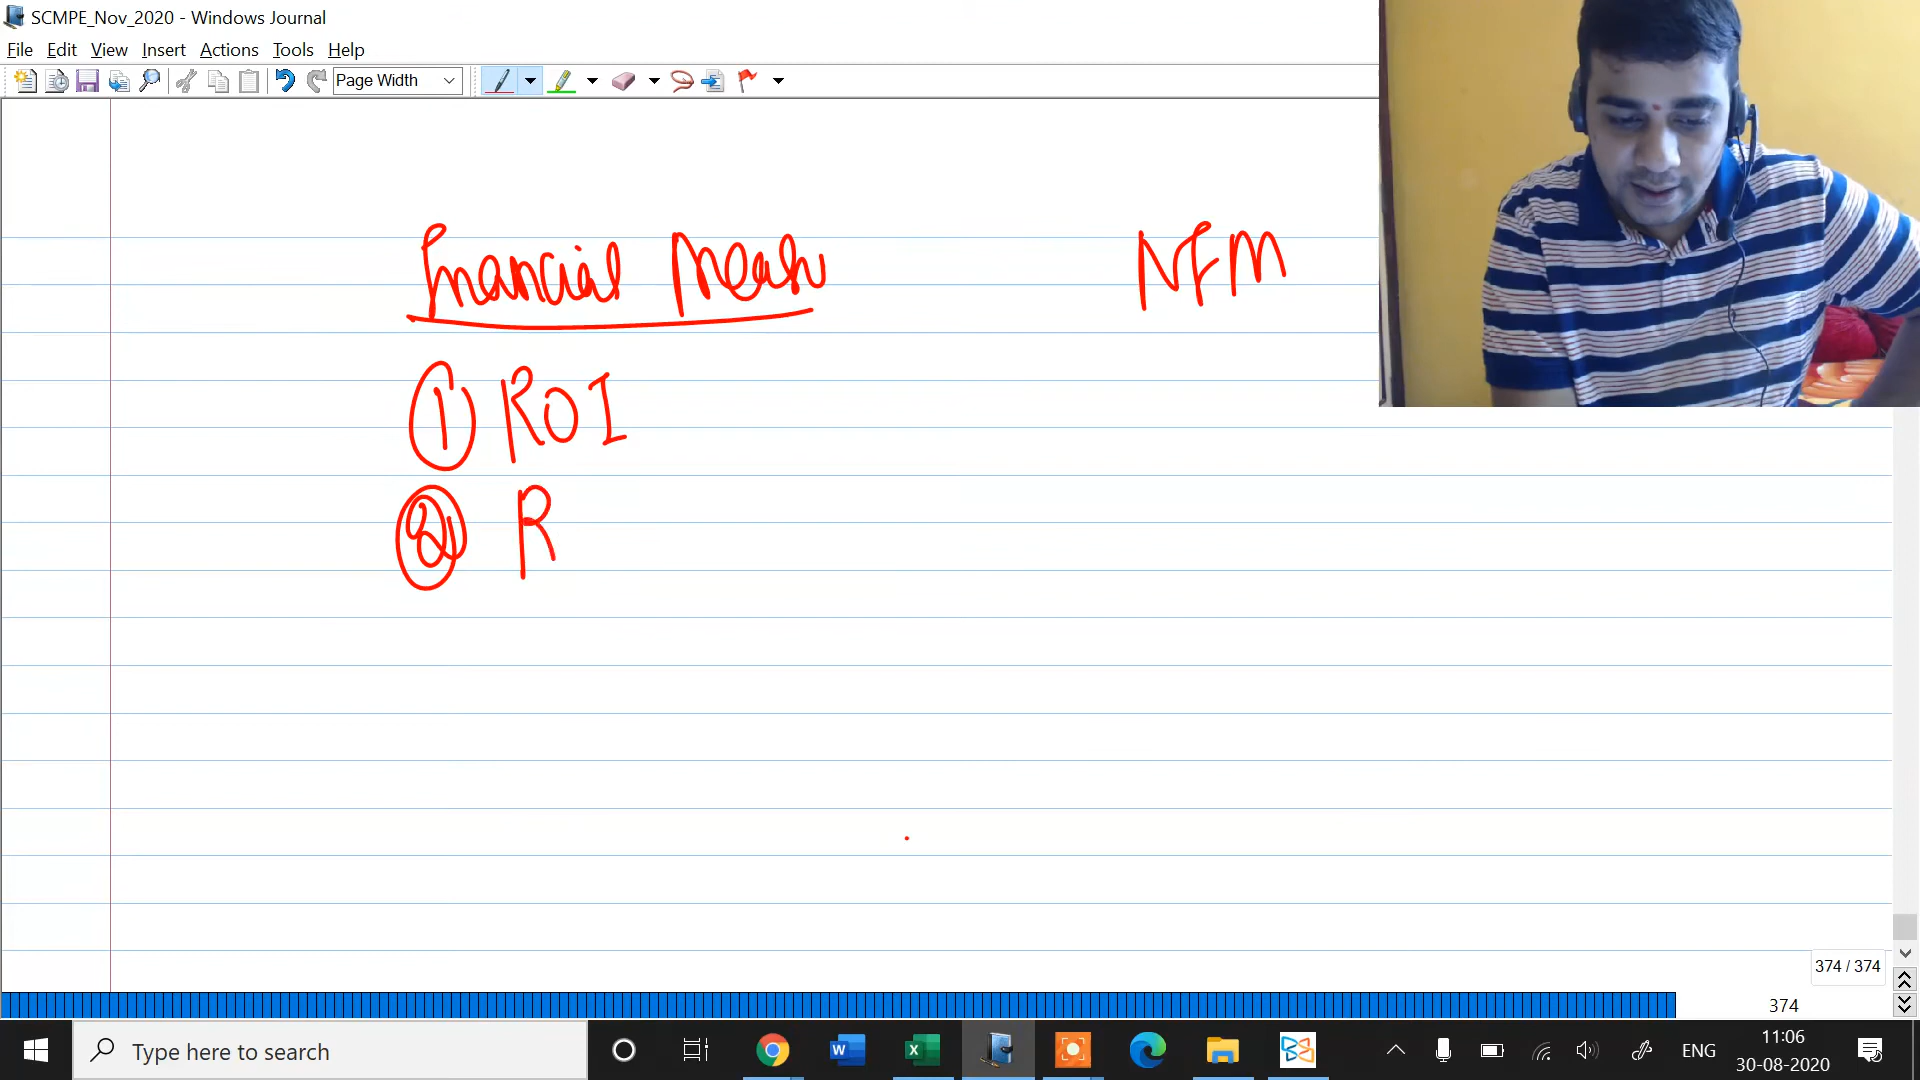 SCMPE_Nov_2020 - Windows Journal
File Edit View Insert Actions Tools Help
Page Width
Financial NFM
① ROI
② R
374 / 374
374
Type here to search
ENG
11:06
30-08-2020